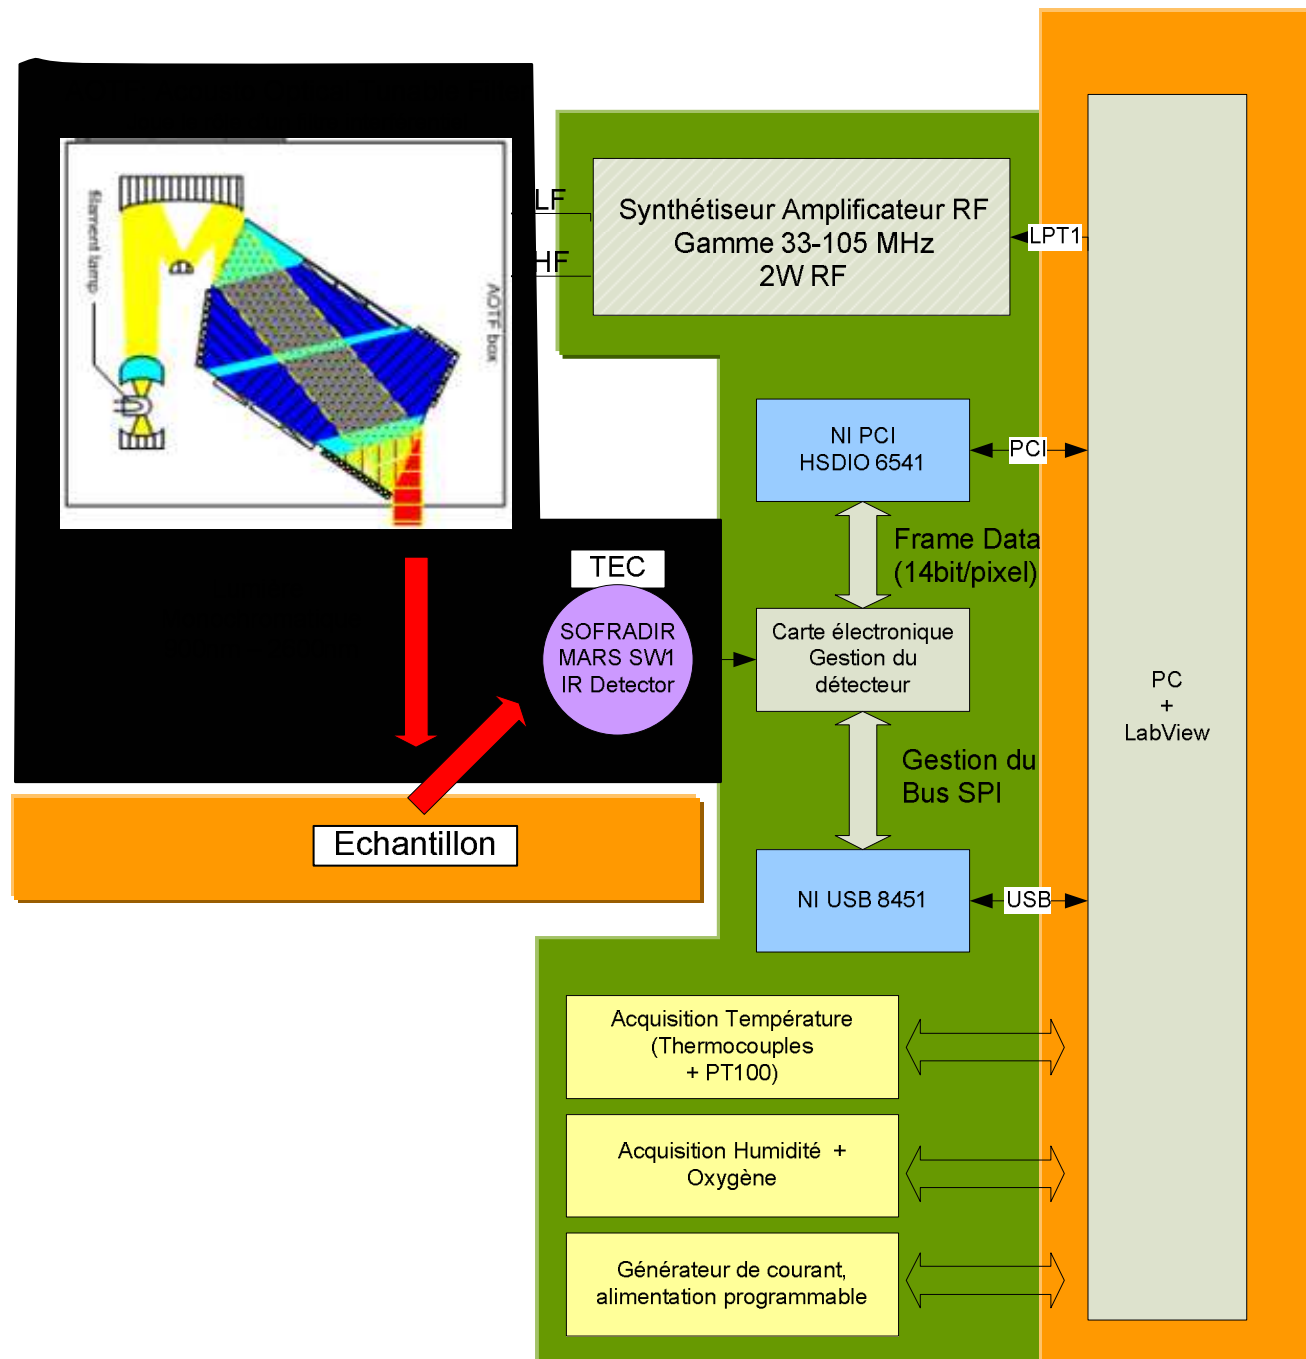 filament lamp
AOTF box
LF
HF
Synthétiseur Amplificateur RF
Gamme 33-105 MHz
2W RF
LPT1
NI PCI
HSDIO 6541
PCI
Frame Data
(14bit/pixel)
TEC
SOFRADIR
MARS SW1
IR Detector
Carte électronique
Gestion du
détecteur
PC
+
LabView
Gestion du
Bus SPI
Echantillon
NI USB 8451
USB
Acquisition Température
(Thermocouples
+ PT100)
Acquisition Humidité +
Oxygène
Générateur de courant,
alimentation programmable